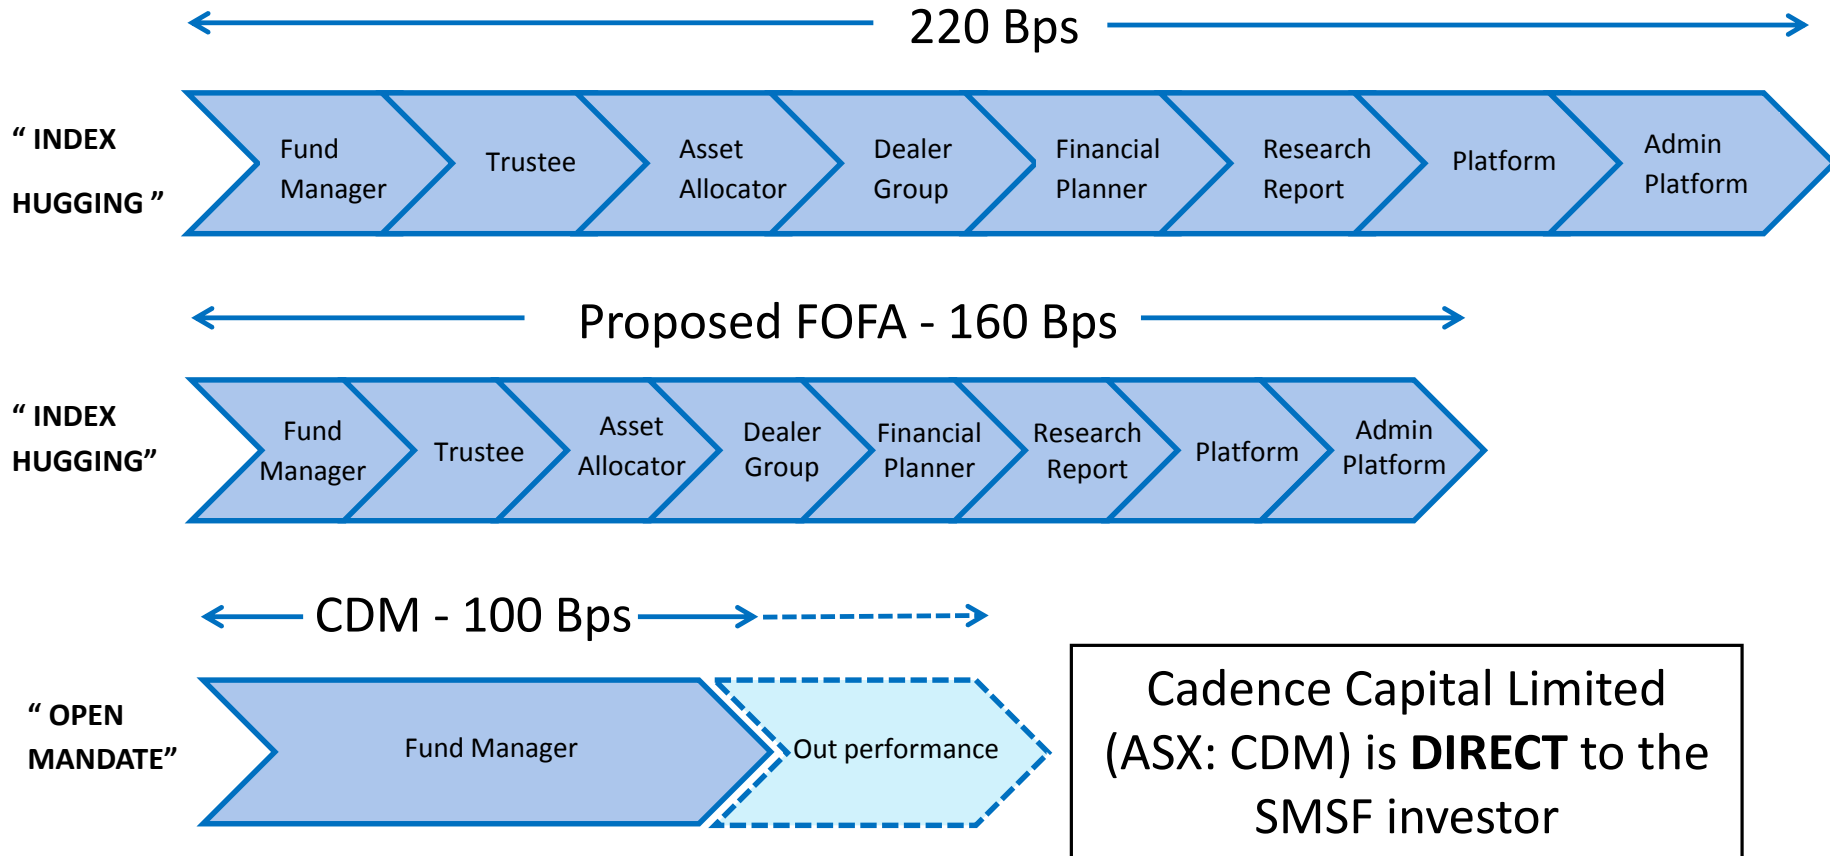 220 Bps
“ INDEX
HUGGING ”
Fund
Manager
Trustee
Asset
Allocator
Dealer
Group
Financial
Planner
Research
Report
Platform
Admin
Platform
Proposed FOFA - 160 Bps
“ INDEX
HUGGING”
Fund
Manager
Trustee
Asset
Allocator
Dealer
Group
Financial
Planner
Research
Report
Platform
Admin
Platform
CDM - 100 Bps
“ OPEN
MANDATE”
Fund Manager
Out performance
Cadence Capital Limited
(ASX: CDM) is DIRECT to the
SMSF investor